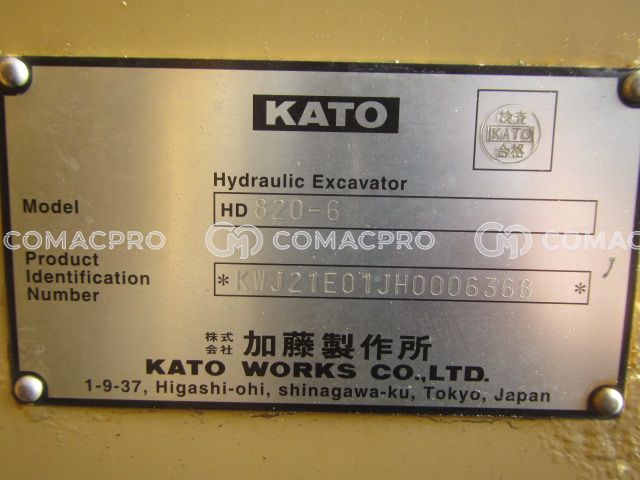 KATO
検査
KATO
合格
Hydraulic Excavator
Model
HD 820-6
COMACPRO COMACPRO COMACPRO
Product
Identification
Number
*KWJ21E01JH0006368 *
株式
会社
加藤製作所
KATO WORKS CO.,LTD.
1-9-37, Higashi-ohi, shinagawa-ku, Tokyo, Japan